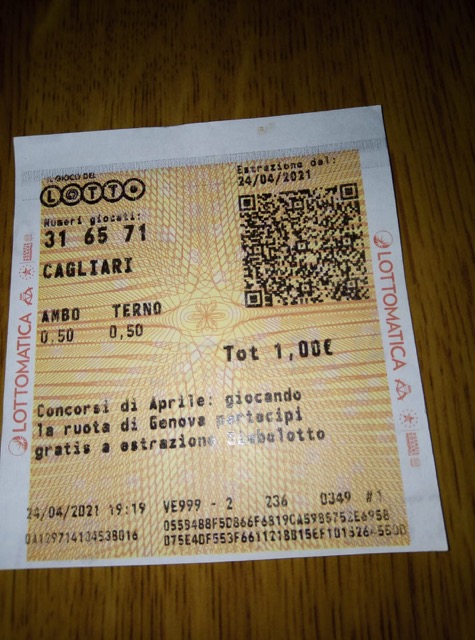 IL GIOCO DEL
LOTTO
Estrazione del:
24/04/2021
Numeri giocati:
31 65 71
CAGLIARI
AMBO TERNO
0,50 0,50
Tot 1,00€
Concorsi di Aprile: giocando
la ruota di Genova partecipi
gratis a estrazione Simbolotto
24/04/2021 19:19 VE999 - 2 236 0349 #1
LOTTOMATICA
LOTTOMATICA